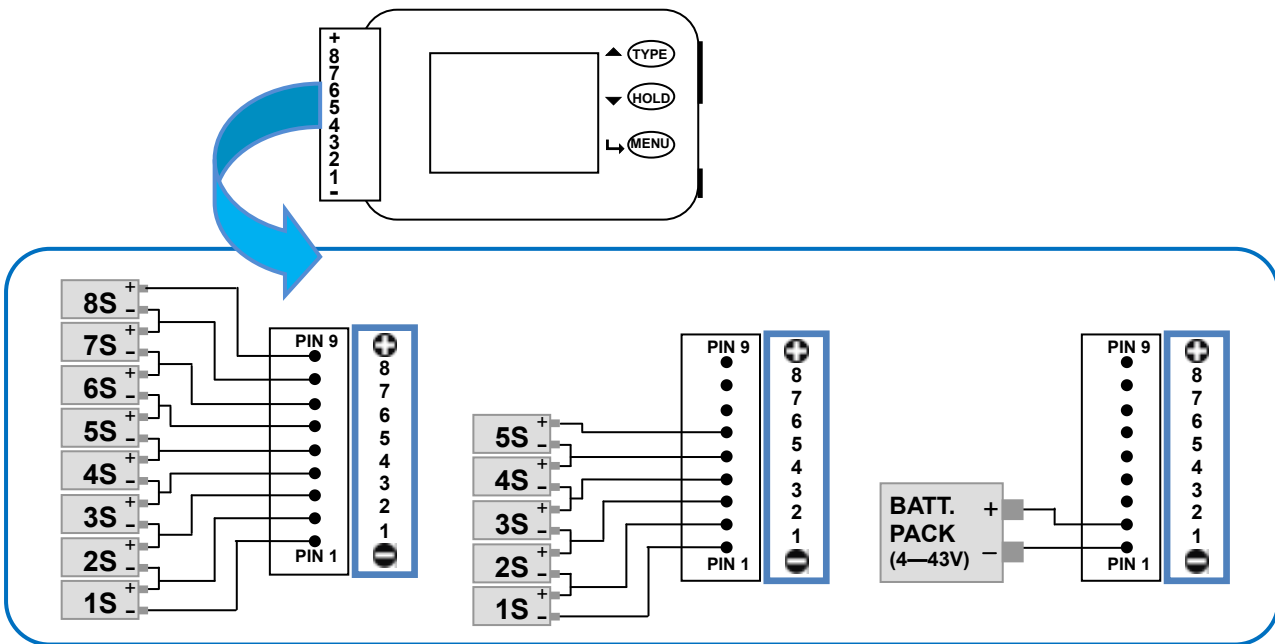 +
8
7
6
5
4
3
2
1
-
TYPE
HOLD
MENU
8S + -
7S + -
6S + -
5S + -
4S + -
3S + -
2S + -
1S + -
PIN 9
PIN 1
+
8
7
6
5
4
3
2
1
-
5S + -
4S + -
3S + -
2S + -
1S + -
PIN 9
PIN 1
+
8
7
6
5
4
3
2
1
-
BATT. +
PACK
(4—43V) –
PIN 9
PIN 1
+
8
7
6
5
4
3
2
1
-